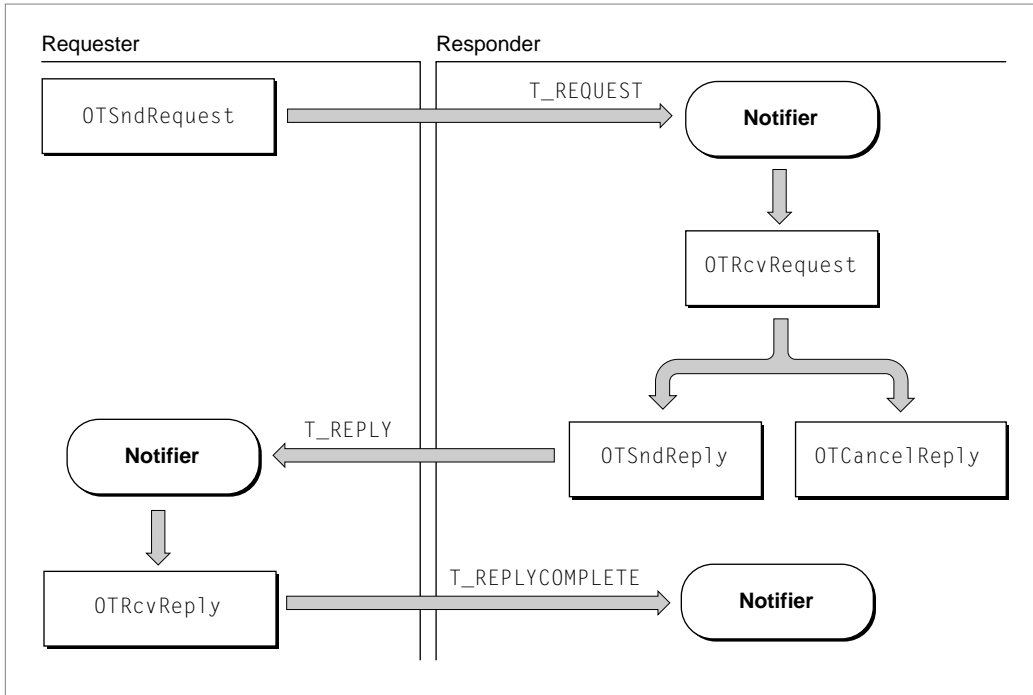 Requester
Responder
OTSndRequest
T_REQUEST
Notifier
OTRcvRequest
T_REPLY
Notifier
OTSndReply
OTCancelReply
OTRcvReply
T_REPLYCOMPLETE
Notifier